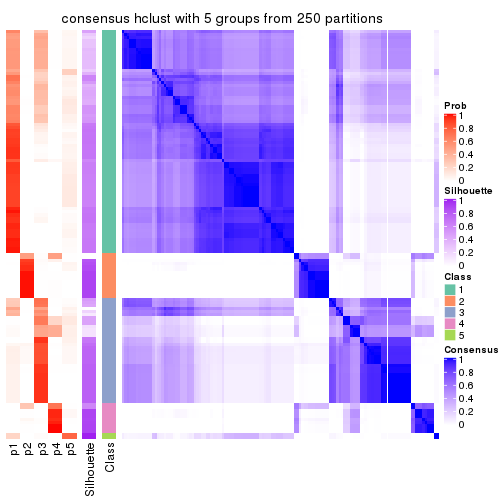 consensus hclust with 5 groups from 250 partitions
Prob
1
0.8
0.6
0.4
0.2
0
Silhouette
1
0.8
0.6
0.4
0.2
0
Class
1
2
3
4
5
Consensus
1
0.8
0.6
0.4
0.2
0
p1
p2
p3
p4
p5
Silhouette
Class